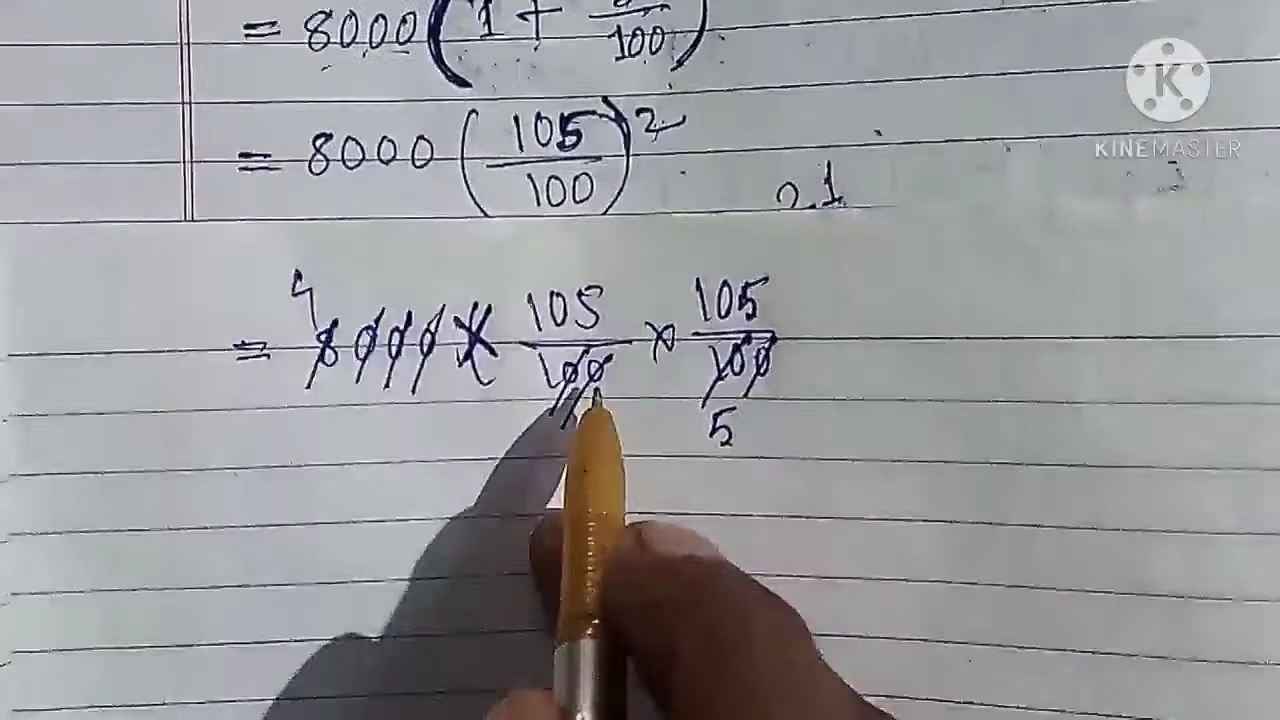 = 8000 (1 + /100)
K
KINEMASTER
= 8000 (105/100)²
2.1
4
= 8000 × 105/100 × 105/100
5